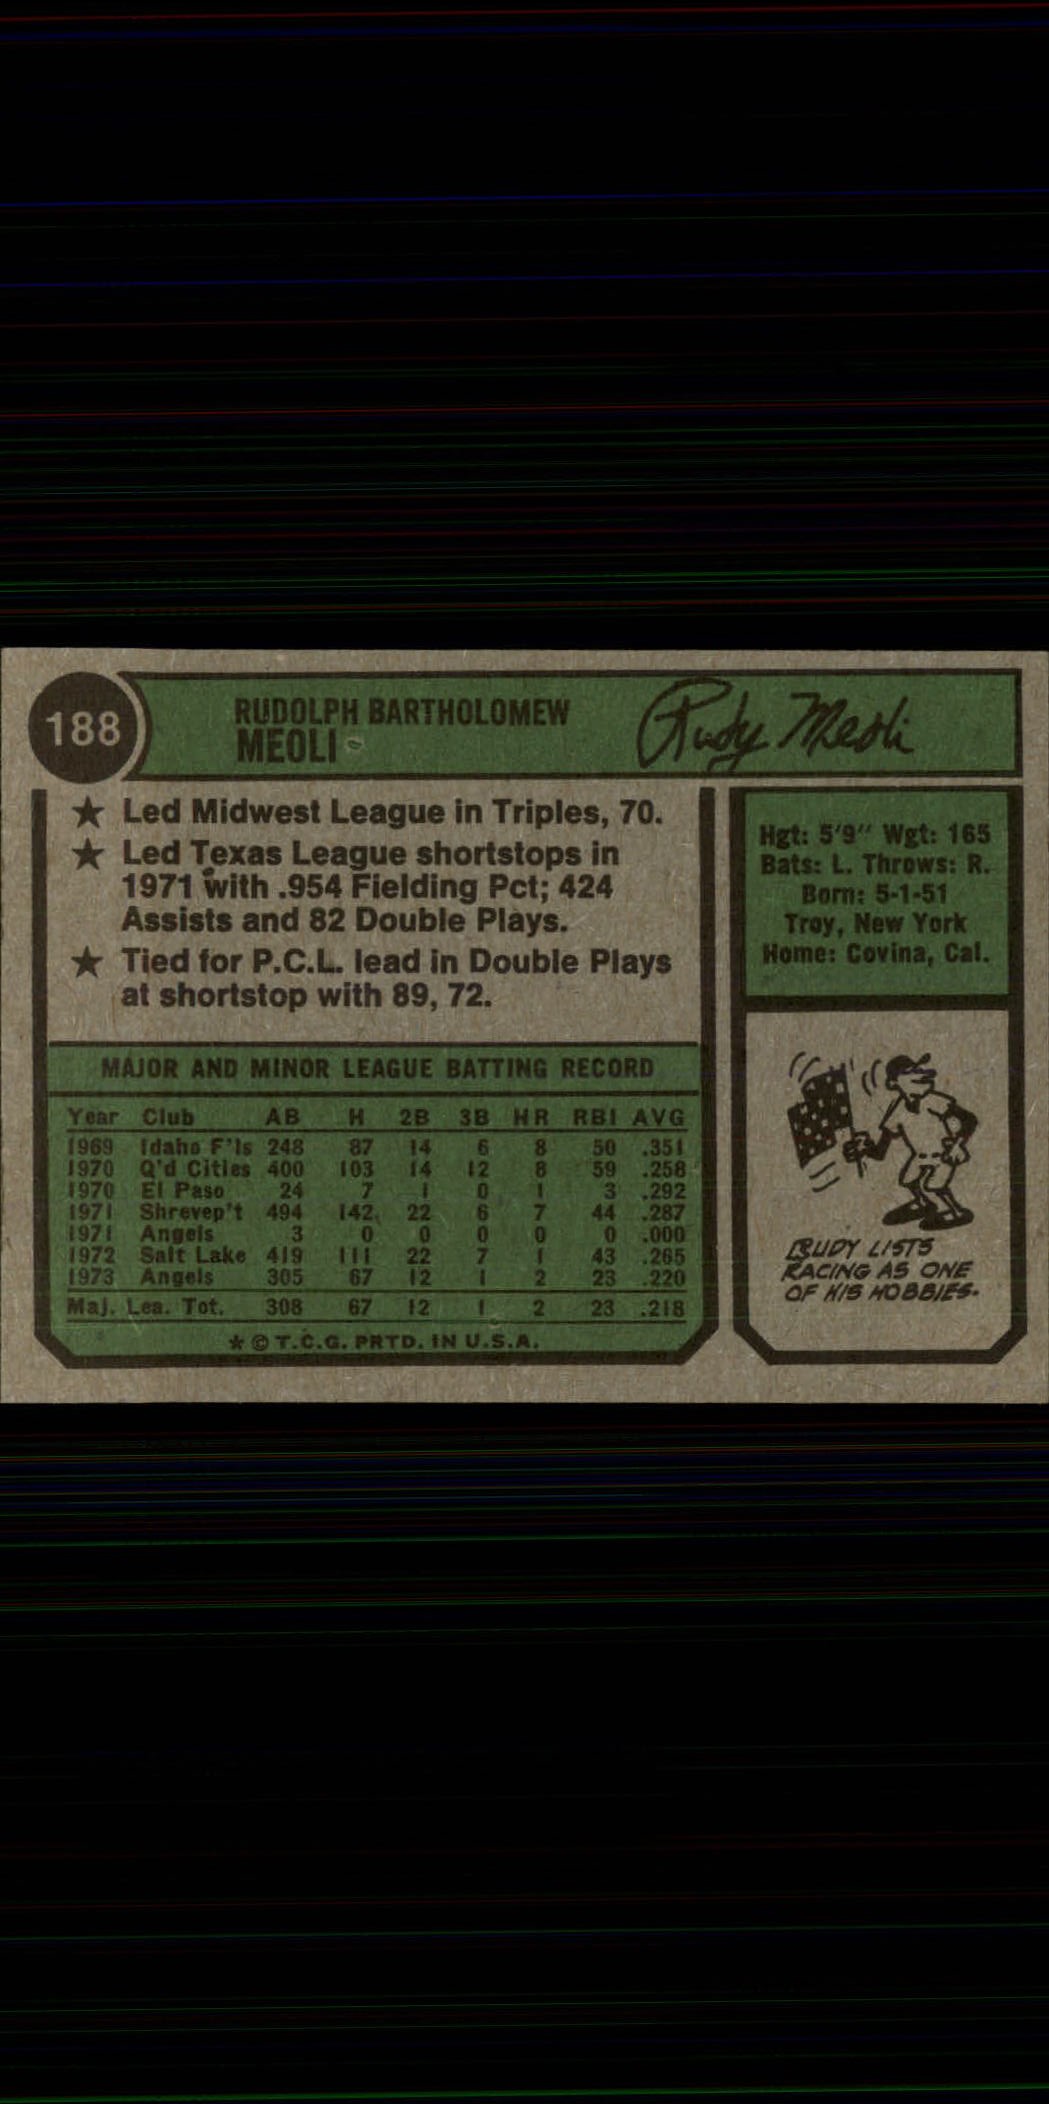 188
RUDOLPH BARTHOLOMEW
MEOLI
Rudy Meoli
★ Led Midwest League in Triples, 70.
★ Led Texas League shortstops in
1971 with .954 Fielding Pct; 424
Assists and 82 Double Plays.
★ Tied for P.C.L. lead in Double Plays
at shortstop with 89, 72.
Hgt: 5'9" Wgt: 165
Bats: L. Throws: R.
Born: 5-1-51
Troy, New York
Home: Covina, Cal.
MAJOR AND MINOR LEAGUE BATTING RECORD
Year Club AB H 2B 3B HR RBI AVG
1969 Idaho F'ls 248 87 14 6 8 50 .351
1970 Q'd Cities 400 103 14 12 8 59 .258
1970 El Paso 24 7 1 0 1 3 .292
1971 Shrevep't 494 142 22 6 7 44 .287
1971 Angels 3 0 0 0 0 0 .000
1972 Salt Lake 419 111 22 7 1 43 .265
1973 Angels 305 67 12 1 2 23 .220
Maj. Lea. Tot. 308 67 12 1 2 23 .218
★ © T.C.G. PRTD. IN U.S.A.
RUDY LISTS
RACING AS ONE
OF HIS HOBBIES.